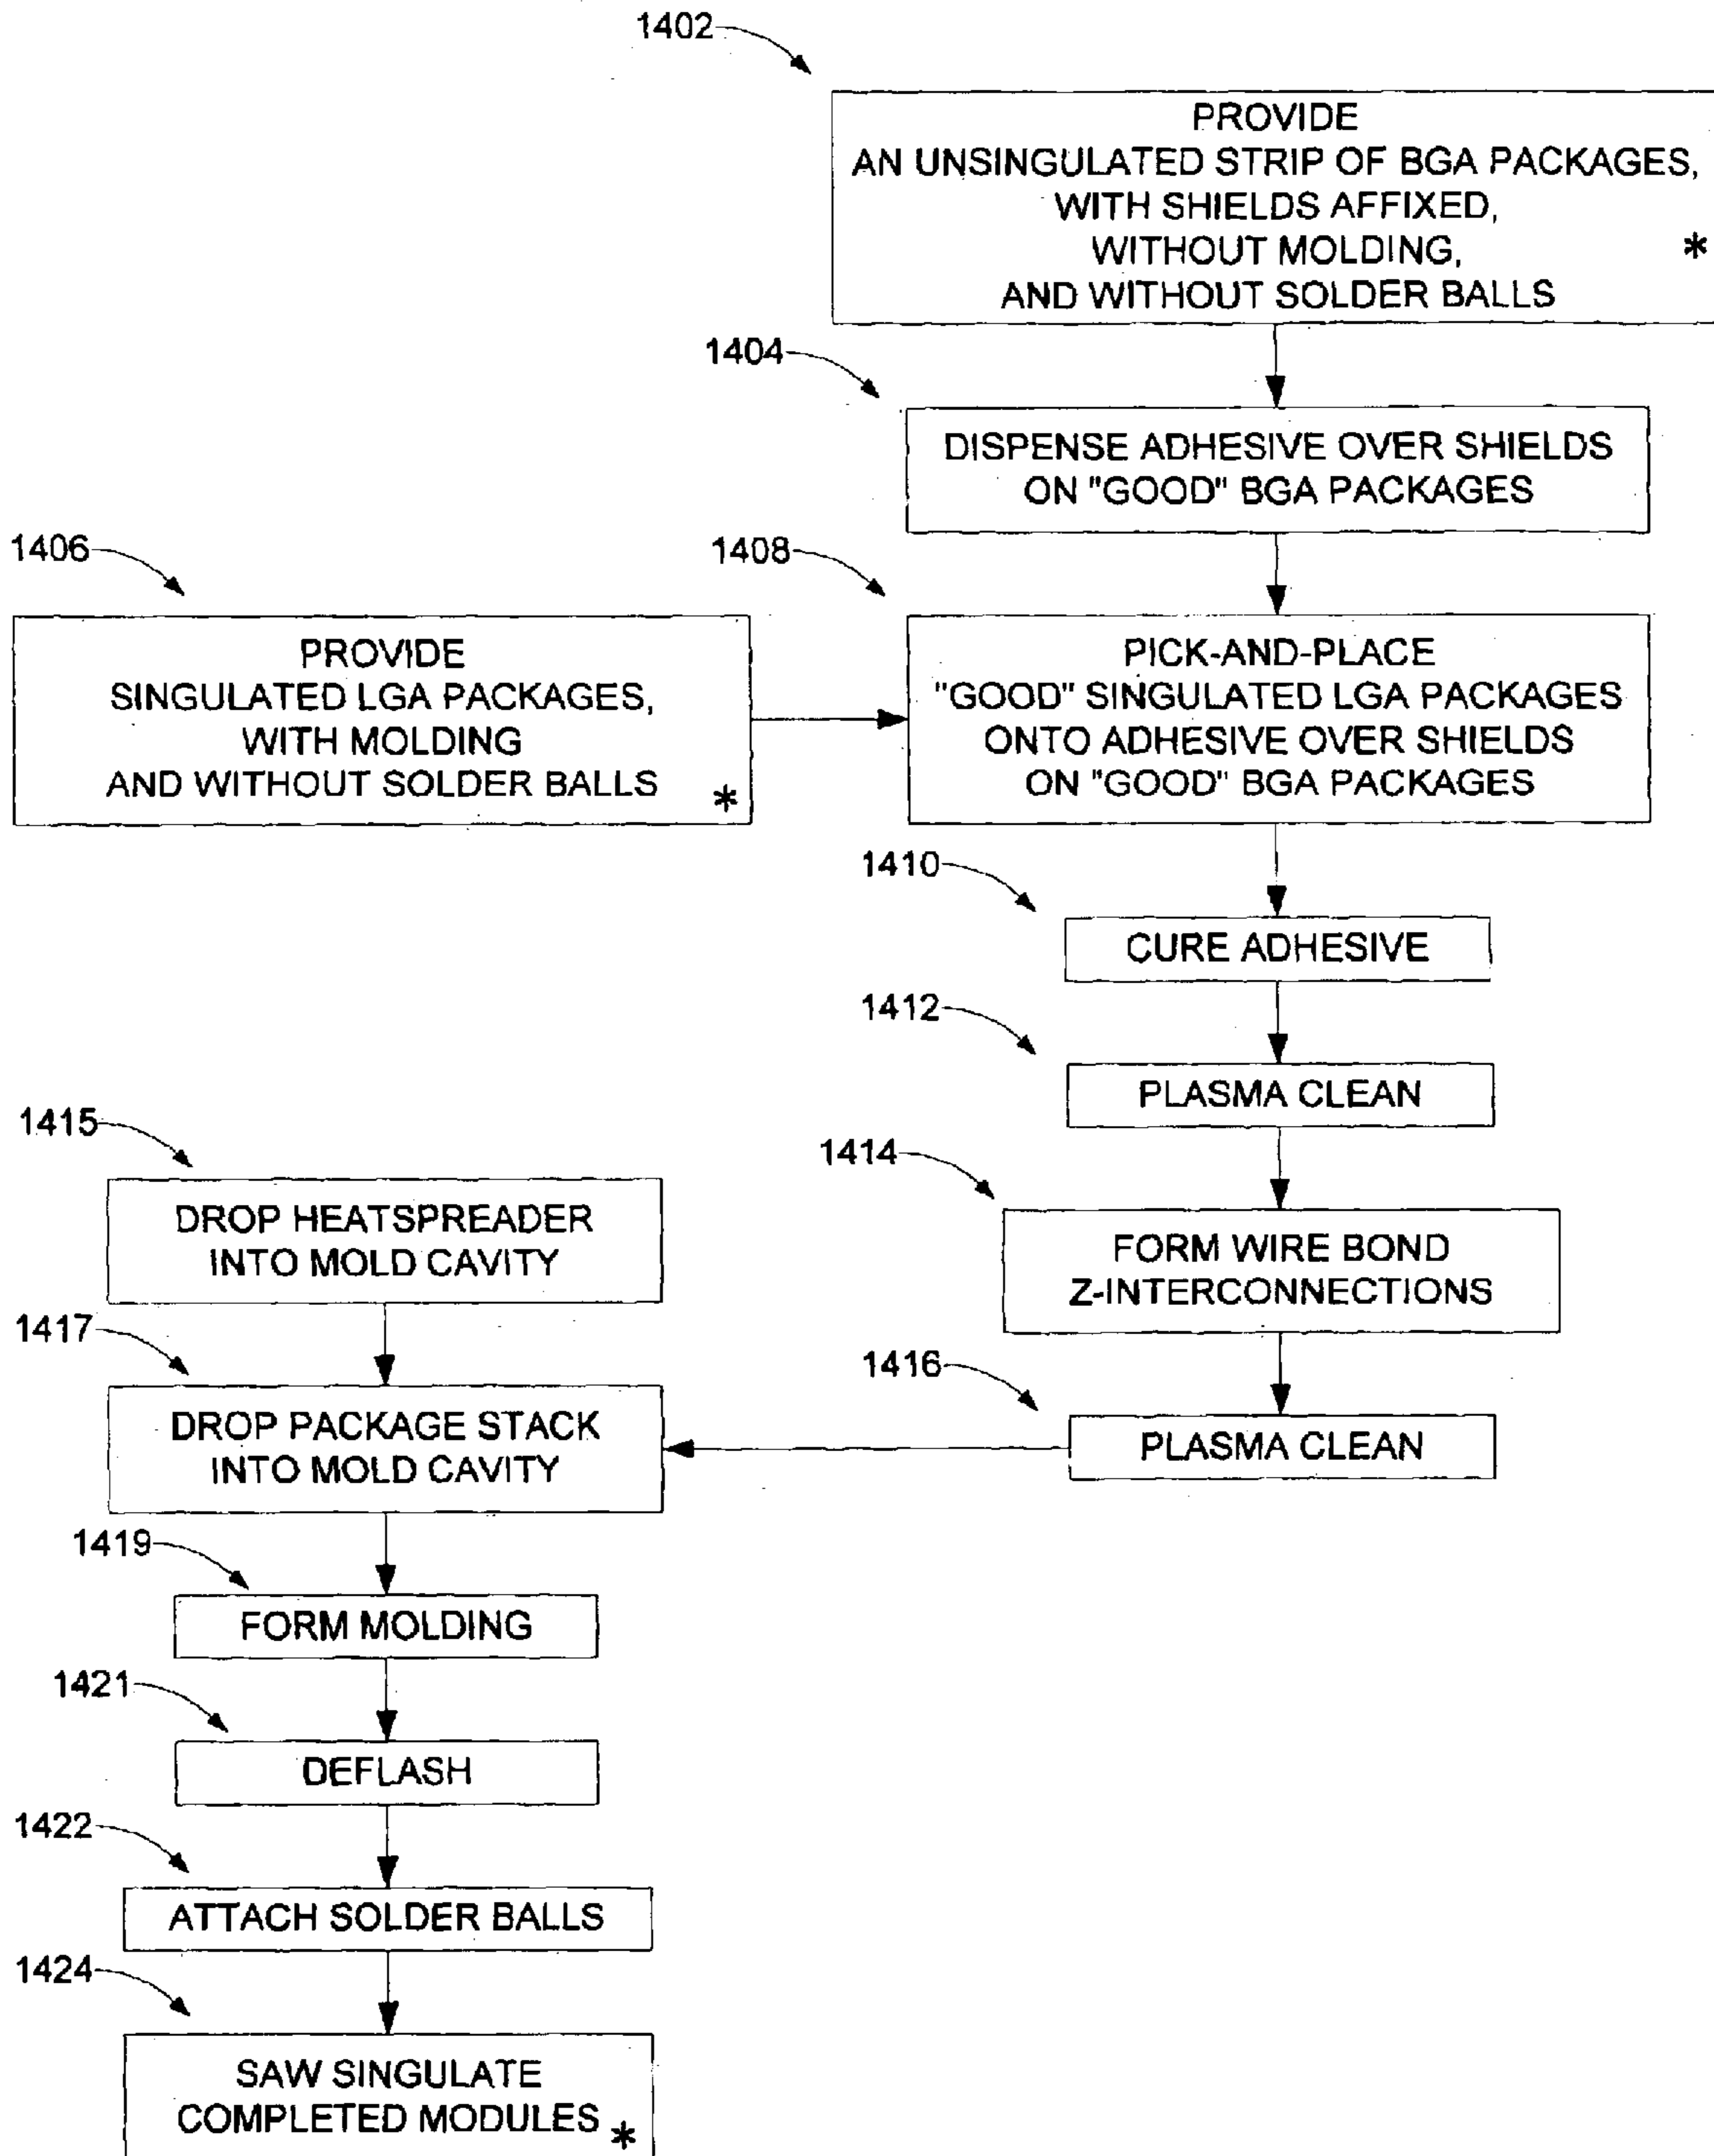 1402
PROVIDE
AN UNSINGULATED STRIP OF BGA PACKAGES,
WITH SHIELDS AFFIXED,
WITHOUT MOLDING, *
AND WITHOUT SOLDER BALLS
1404
DISPENSE ADHESIVE OVER SHIELDS
ON "GOOD" BGA PACKAGES
1406
PROVIDE
SINGULATED LGA PACKAGES,
WITH MOLDING
AND WITHOUT SOLDER BALLS *
1408
PICK-AND-PLACE
"GOOD" SINGULATED LGA PACKAGES
ONTO ADHESIVE OVER SHIELDS
ON "GOOD" BGA PACKAGES
1410
CURE ADHESIVE
1412
PLASMA CLEAN
1414
FORM WIRE BOND
Z-INTERCONNECTIONS
1416
PLASMA CLEAN
1415
DROP HEATSPREADER
INTO MOLD CAVITY
1417
DROP PACKAGE STACK
INTO MOLD CAVITY
1419
FORM MOLDING
1421
DEFLASH
1422
ATTACH SOLDER BALLS
1424
SAW SINGULATE
COMPLETED MODULES *